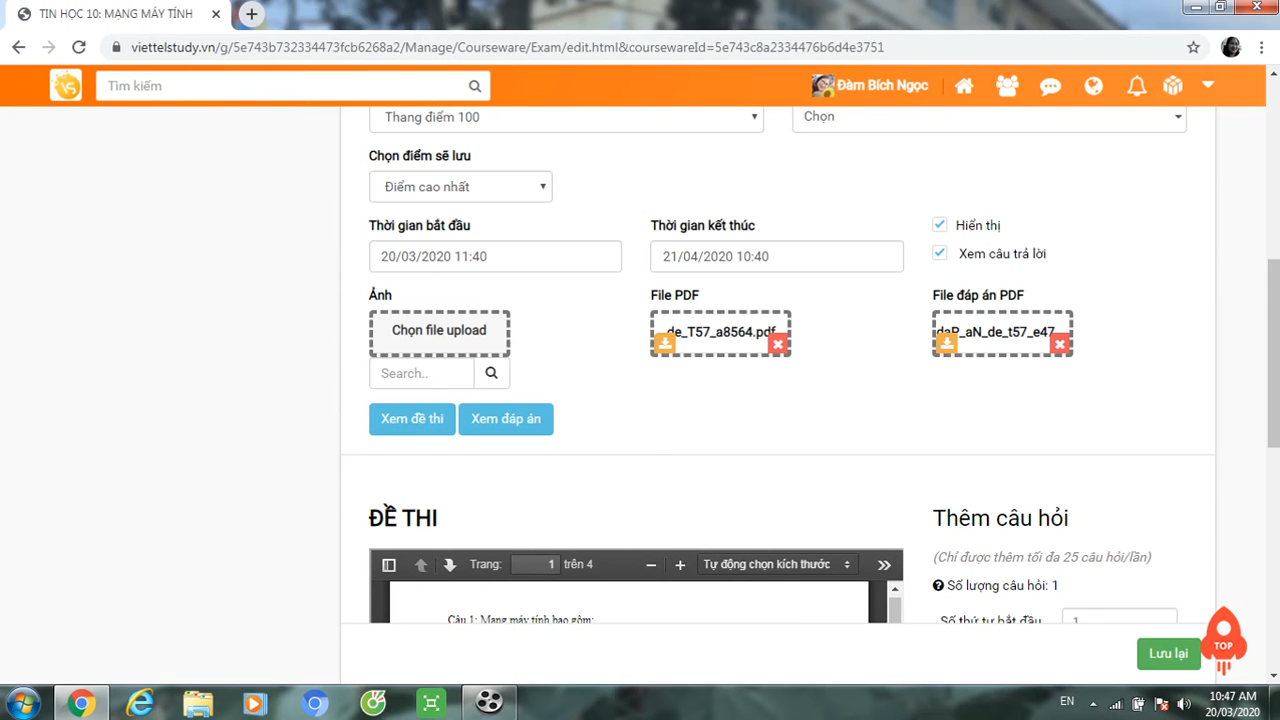 TIN HỌC 10: MẠNG MÁY TÍNH
viettelstudy.vn/g/5e743b732334473fcb6268a2/Manage/Courseware/Exam/edit.html&coursewareId=5e743c8a2334476b6d4e3751
VS
Tìm kiếm
Đàm Bích Ngọc
Thang điểm 100
Chọn
Chọn điểm sẽ lưu
Điểm cao nhất
Thời gian bắt đầu
Thời gian kết thúc
Hiển thị
20/03/2020 11:40
21/04/2020 10:40
Xem câu trả lời
Ảnh
File PDF
File đáp án PDF
Chọn file upload
_de_T57_a8564.pdf
daP_aN_de_t57_e47
Search..
Xem đề thi
Xem đáp án
ĐỀ THI
Thêm câu hỏi
(Chỉ được thêm tối đa 25 câu hỏi/lần)
Trang:
1
trên 4
Tự động chọn kích thước
Số lượng câu hỏi: 1
Câu 1: Mạng máy tính bao gồm:
Số thứ tự bắt đầu
1
Lưu lại
TOP
EN
10:47 AM
20/03/2020